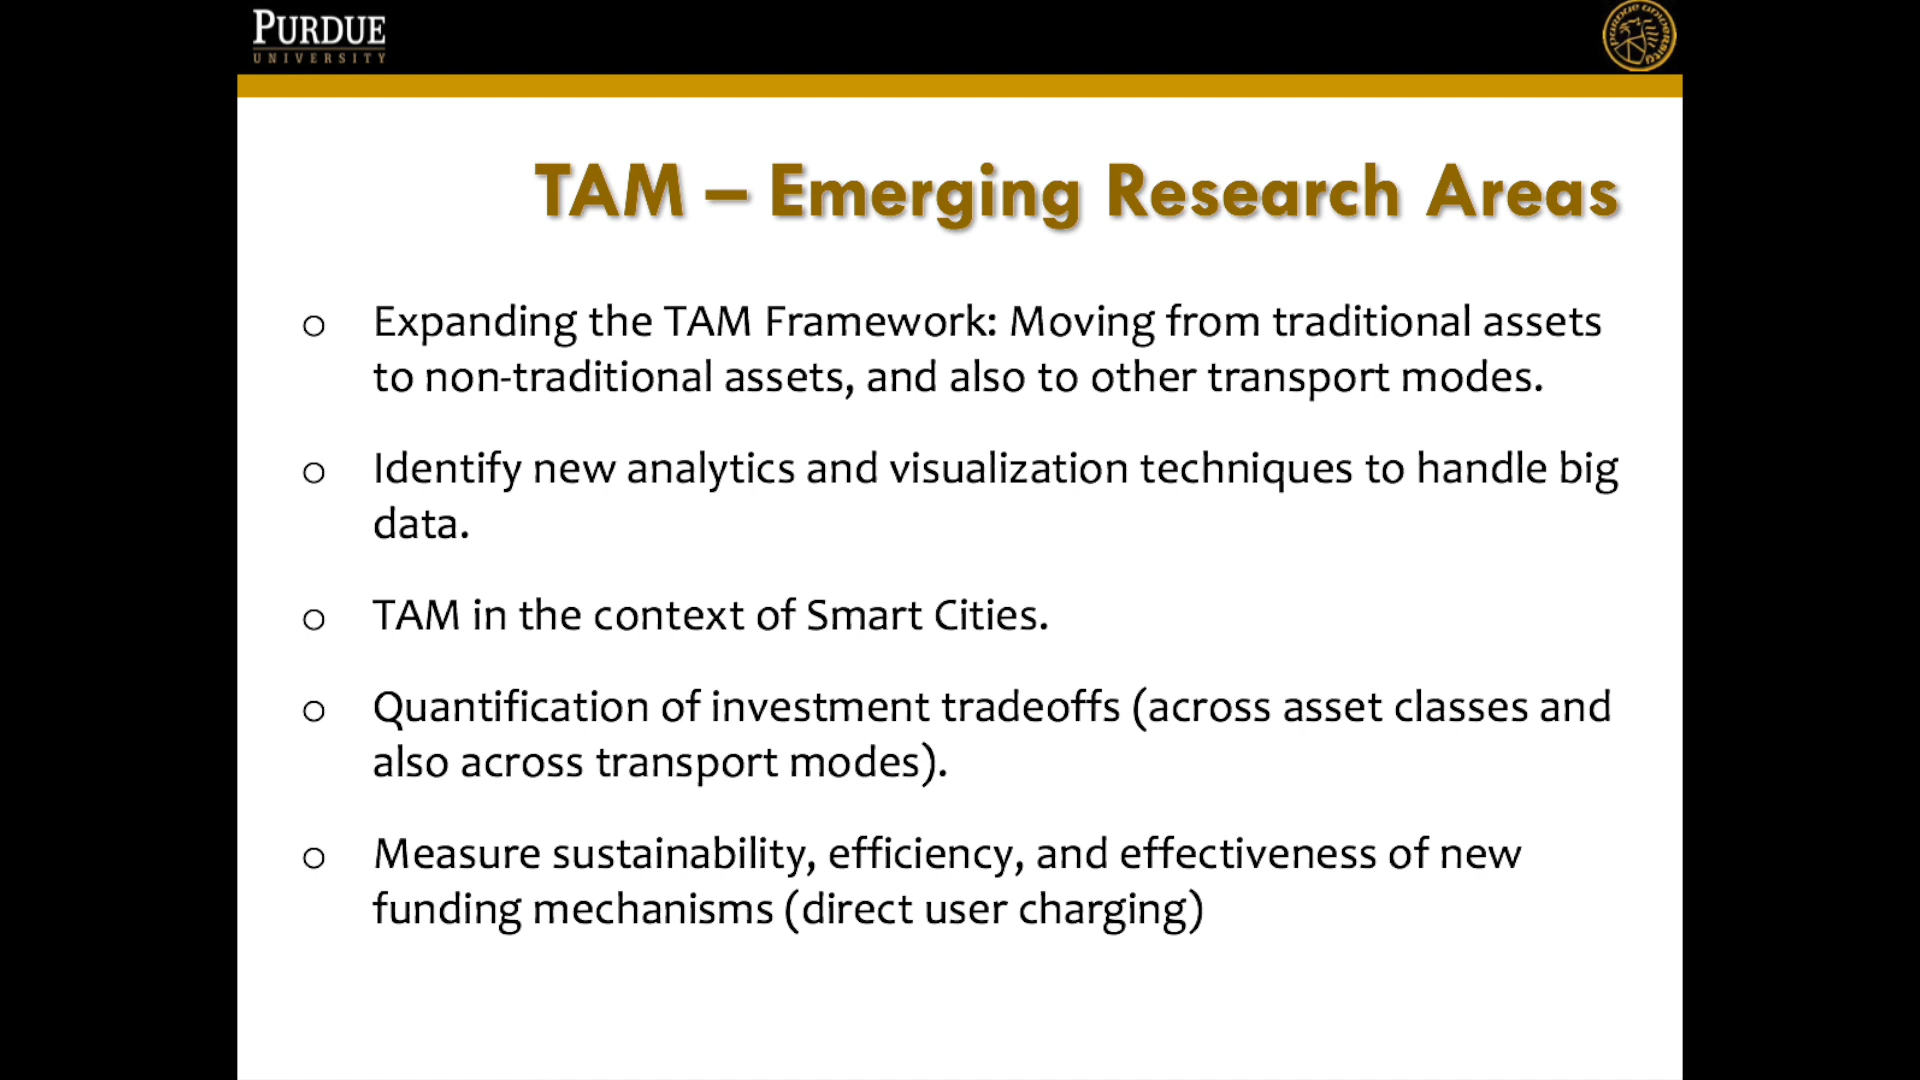 PURDUE
UNIVERSITY
TAM – Emerging Research Areas
o Expanding the TAM Framework: Moving from traditional assets
to non-traditional assets, and also to other transport modes.
o Identify new analytics and visualization techniques to handle big
data.
o TAM in the context of Smart Cities.
o Quantification of investment tradeoffs (across asset classes and
also across transport modes).
o Measure sustainability, efficiency, and effectiveness of new
funding mechanisms (direct user charging)